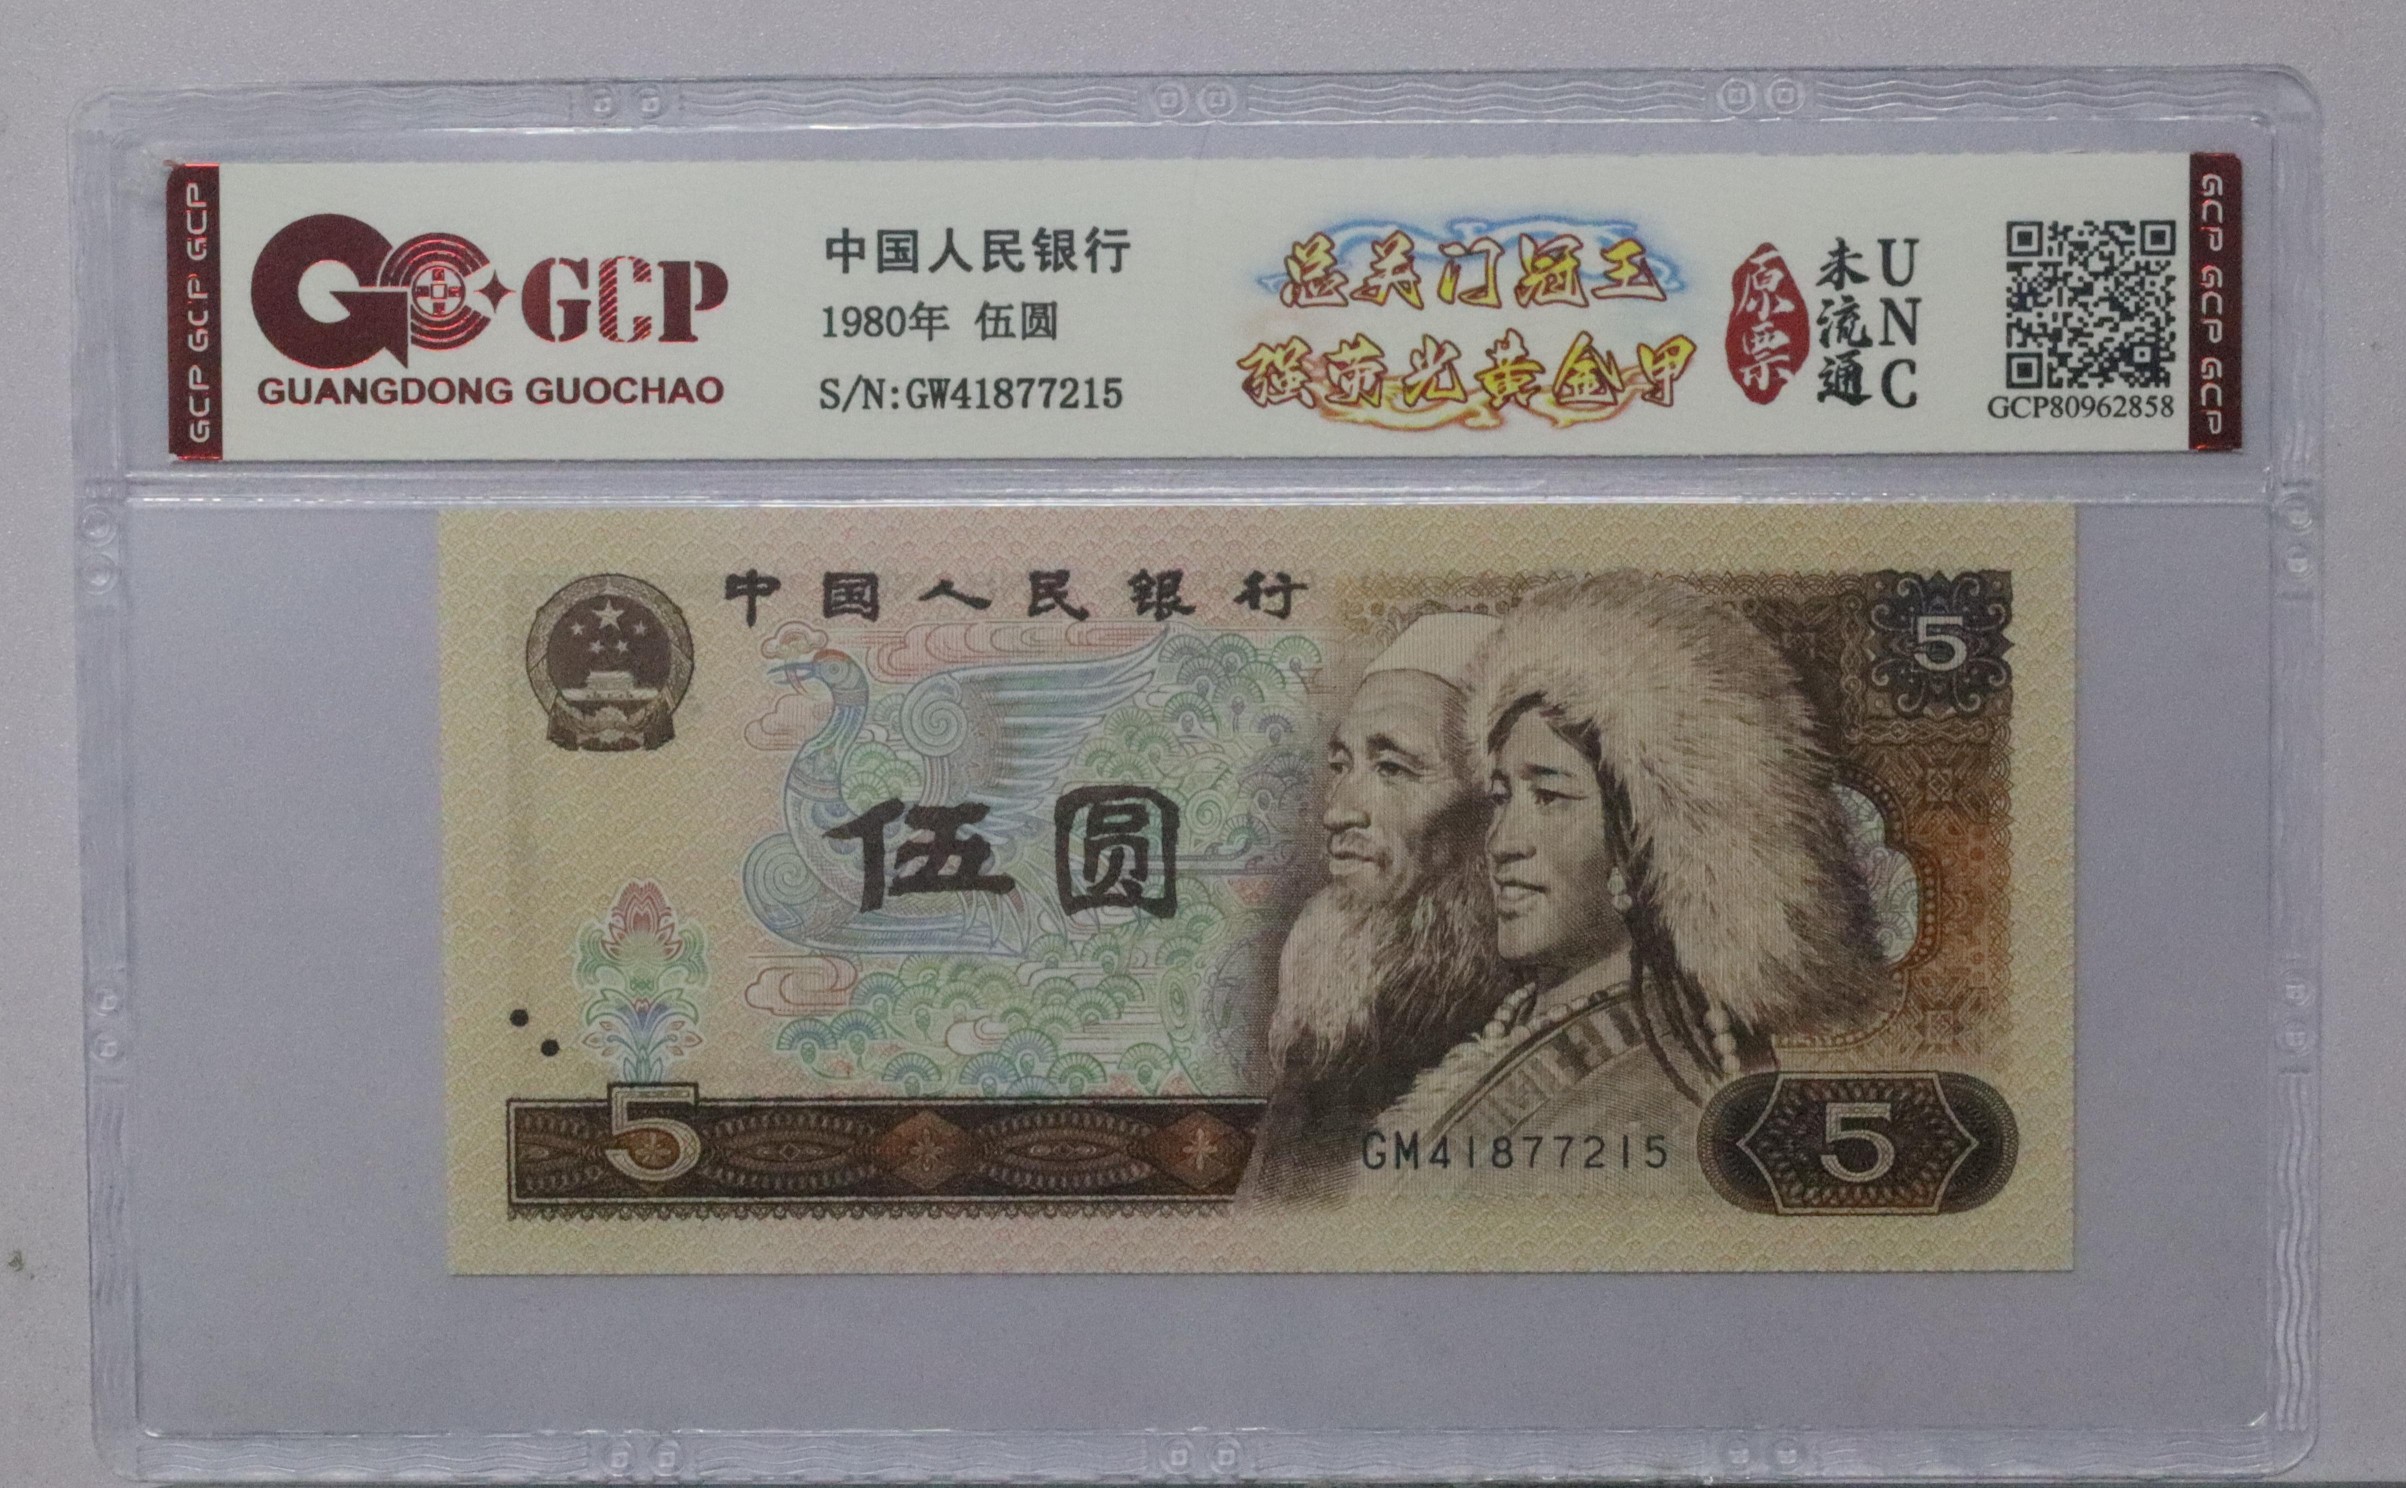 GCP GCP GCP
GCP
GUANGDONG GUOCHAO
中国人民银行
1980年 伍圆
S/N:GW41877215
总关门冠王
强荧光黄金甲
原票
未流通
UNC
GCP80962858
GCP GCP GCP
中国人民银行
5
伍圆
5
GM41877215
5